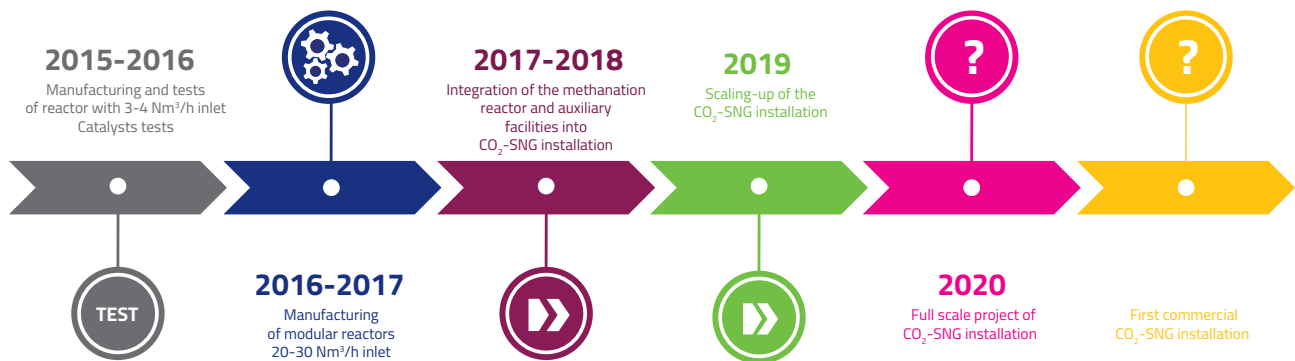 2015-2016
Manufacturing and tests
of reactor with 3-4 Nm³/h inlet
Catalysts tests
TEST
2016-2017
Manufacturing
of modular reactors
20-30 Nm³/h inlet
2017-2018
Integration of the methanation
reactor and auxiliary
facilities into
CO₂-SNG installation
2019
Scaling-up of the
CO₂-SNG installation
?
2020
Full scale project of
CO₂-SNG installation
?
First commercial
CO₂-SNG installation